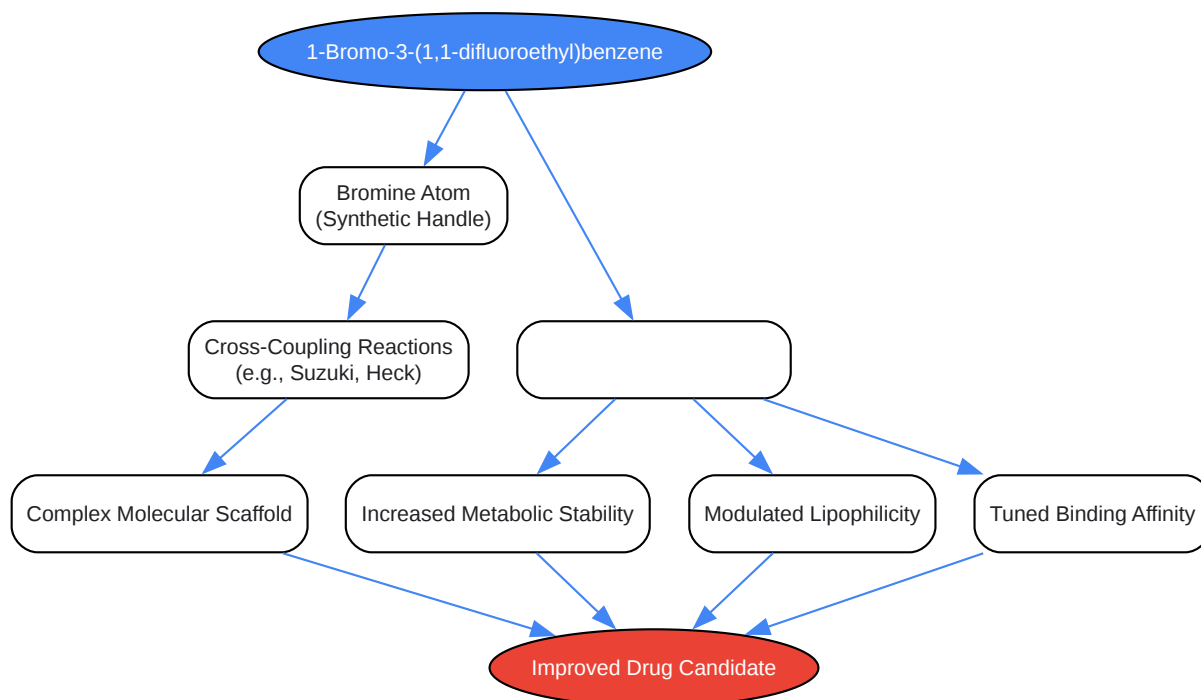 1-Bromo-3-(1,1-difluoroethyl)benzene
Bromine Atom
(Synthetic Handle)
Cross-Coupling Reactions
(e.g., Suzuki, Heck)
Complex Molecular Scaffold
Increased Metabolic Stability
Modulated Lipophilicity
Tuned Binding Affinity
Improved Drug Candidate